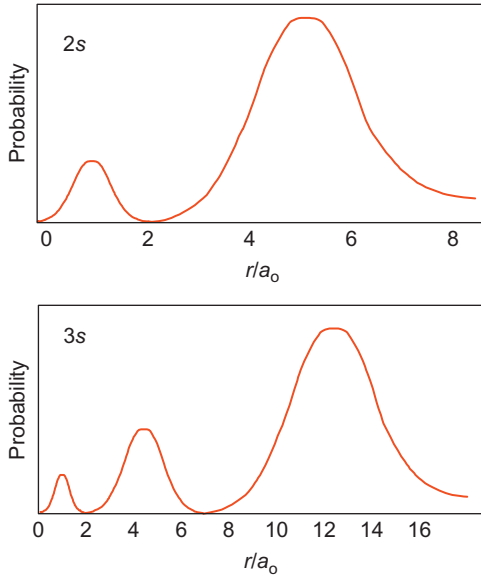 2s
Probability
0 2 4 6 8
r/aₒ
3s
Probability
0 2 4 6 8 10 12 14 16
r/aₒ